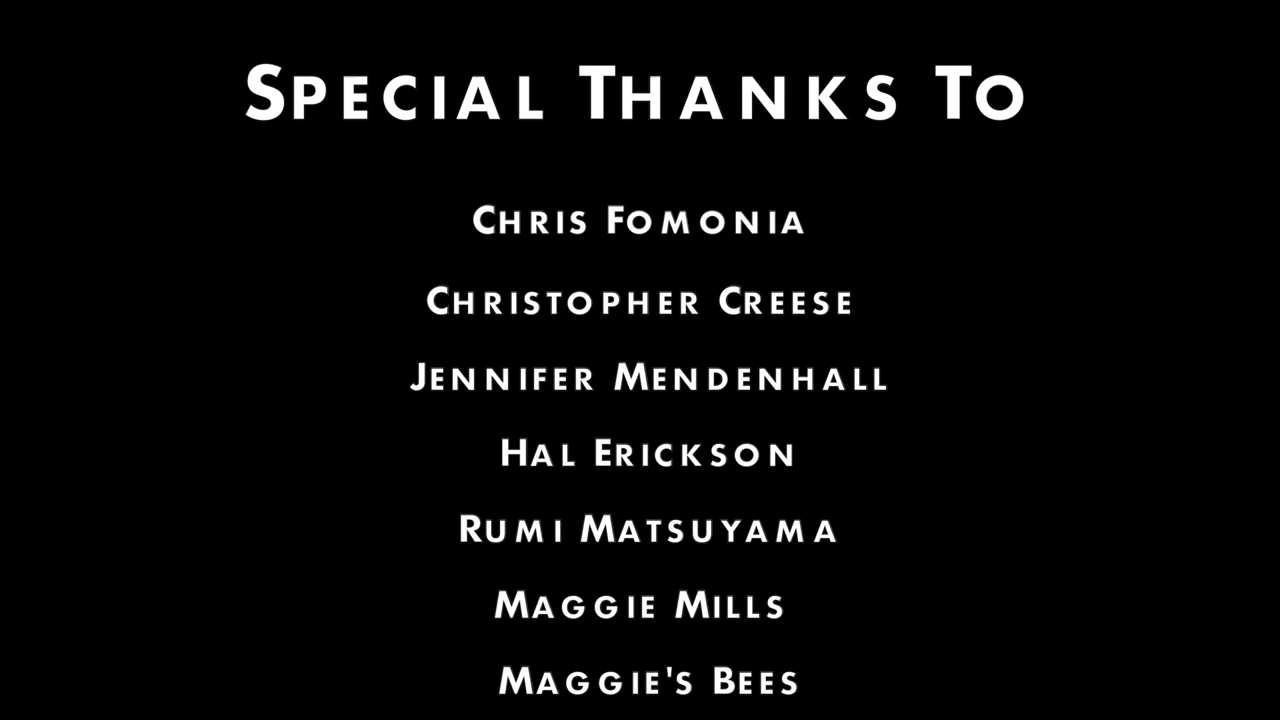 Special Thanks To
Chris Fomonia
Christopher Creese
Jennifer Mendenhall
Hal Erickson
Rumi Matsuyama
Maggie Mills
Maggie's Bees